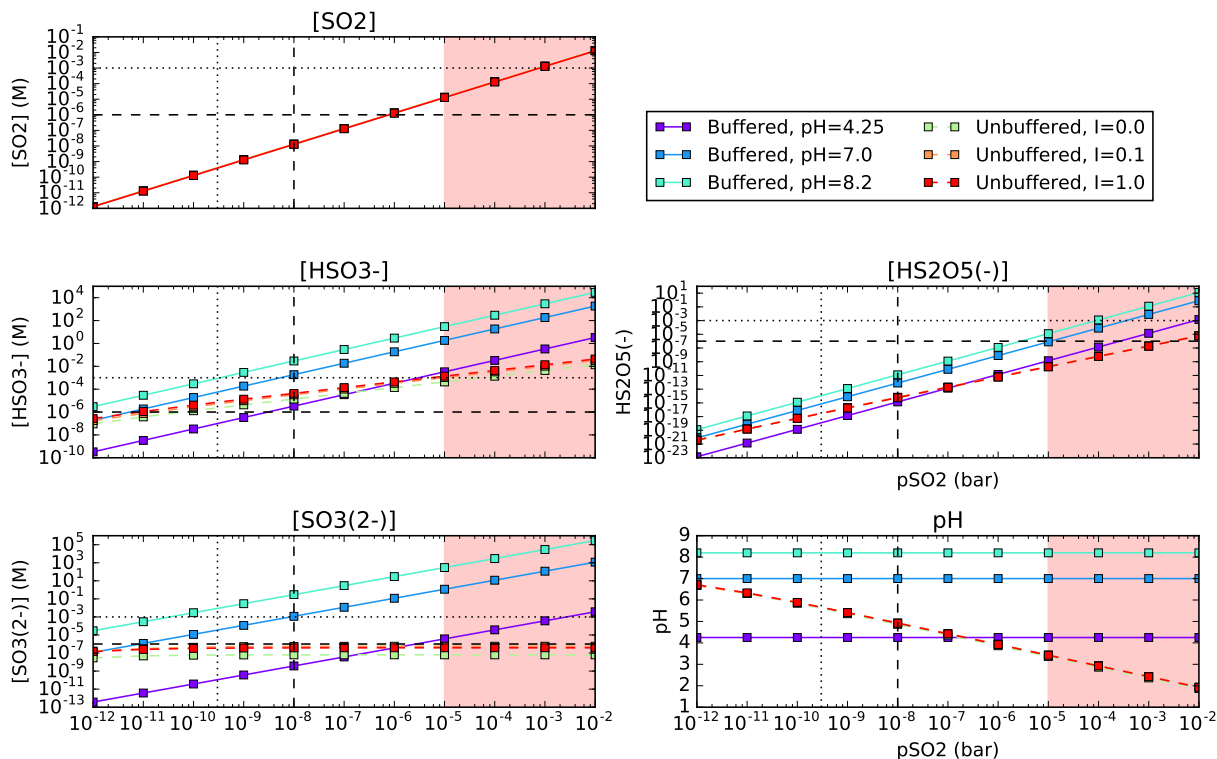 [SO2]
10^-1
10^-2
10^-3
10^-4
10^-5
10^-6
10^-7
10^-8
10^-9
10^-10
10^-11
10^-12
[SO2] (M)
Buffered, pH=4.25
Buffered, pH=7.0
Buffered, pH=8.2
Unbuffered, I=0.0
Unbuffered, I=0.1
Unbuffered, I=1.0
[HSO3-]
10^4
10^2
10^0
10^-2
10^-4
10^-6
10^-8
10^-10
[HSO3-] (M)
[HS2O5(-)]
10^1
10^-1
10^-3
10^-5
10^-7
10^-9
10^-11
10^-13
10^-15
10^-17
10^-19
10^-21
10^-23
HS2O5(-)
pSO2 (bar)
[SO3(2-)]
10^5
10^3
10^1
10^-1
10^-3
10^-5
10^-7
10^-9
10^-11
10^-13
[SO3(2-)] (M)
10^-12 10^-11 10^-10 10^-9 10^-8 10^-7 10^-6 10^-5 10^-4 10^-3 10^-2
pH
9
8
7
6
5
4
3
2
1
pH
10^-12 10^-11 10^-10 10^-9 10^-8 10^-7 10^-6 10^-5 10^-4 10^-3 10^-2
pSO2 (bar)